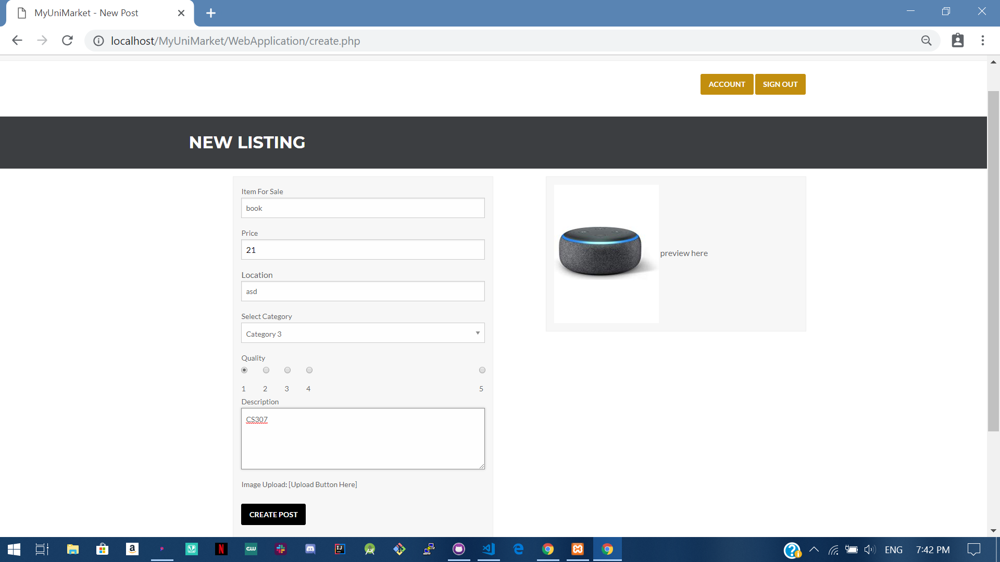 MyUniMarket - New Post
localhost/MyUniMarket/WebApplication/create.php
ACCOUNT SIGN OUT
NEW LISTING
Item For Sale
book
Price
21
Location
asd
Select Category
Category 3
Quality
1 2 3 4 5
Description
CS307
Image Upload: [Upload Button Here]
CREATE POST
preview here
a N CW IJ ENG 7:42 PM